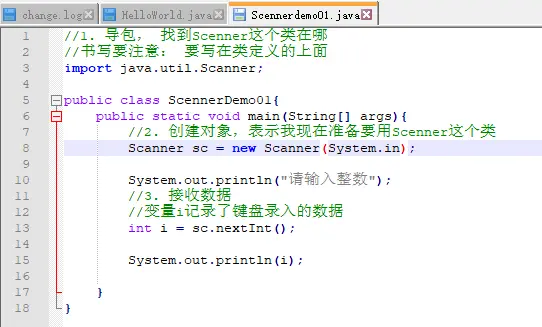 change.log HelloWorld.java Scennerdemo01.java
1 //1. 导包， 找到Scenner这个类在哪
2 //书写要注意： 要写在类定义的上面
3 import java.util.Scanner;
4
5 public class ScennerDemo01{
6 public static void main(String[] args){
7 //2. 创建对象，表示我现在准备要用Scenner这个类
8 Scanner sc = new Scanner(System.in);
9
10 System.out.println("请输入整数");
11 //3. 接收数据
12 //变量i记录了键盘录入的数据
13 int i = sc.nextInt();
14
15 System.out.println(i);
16
17 }
18 }